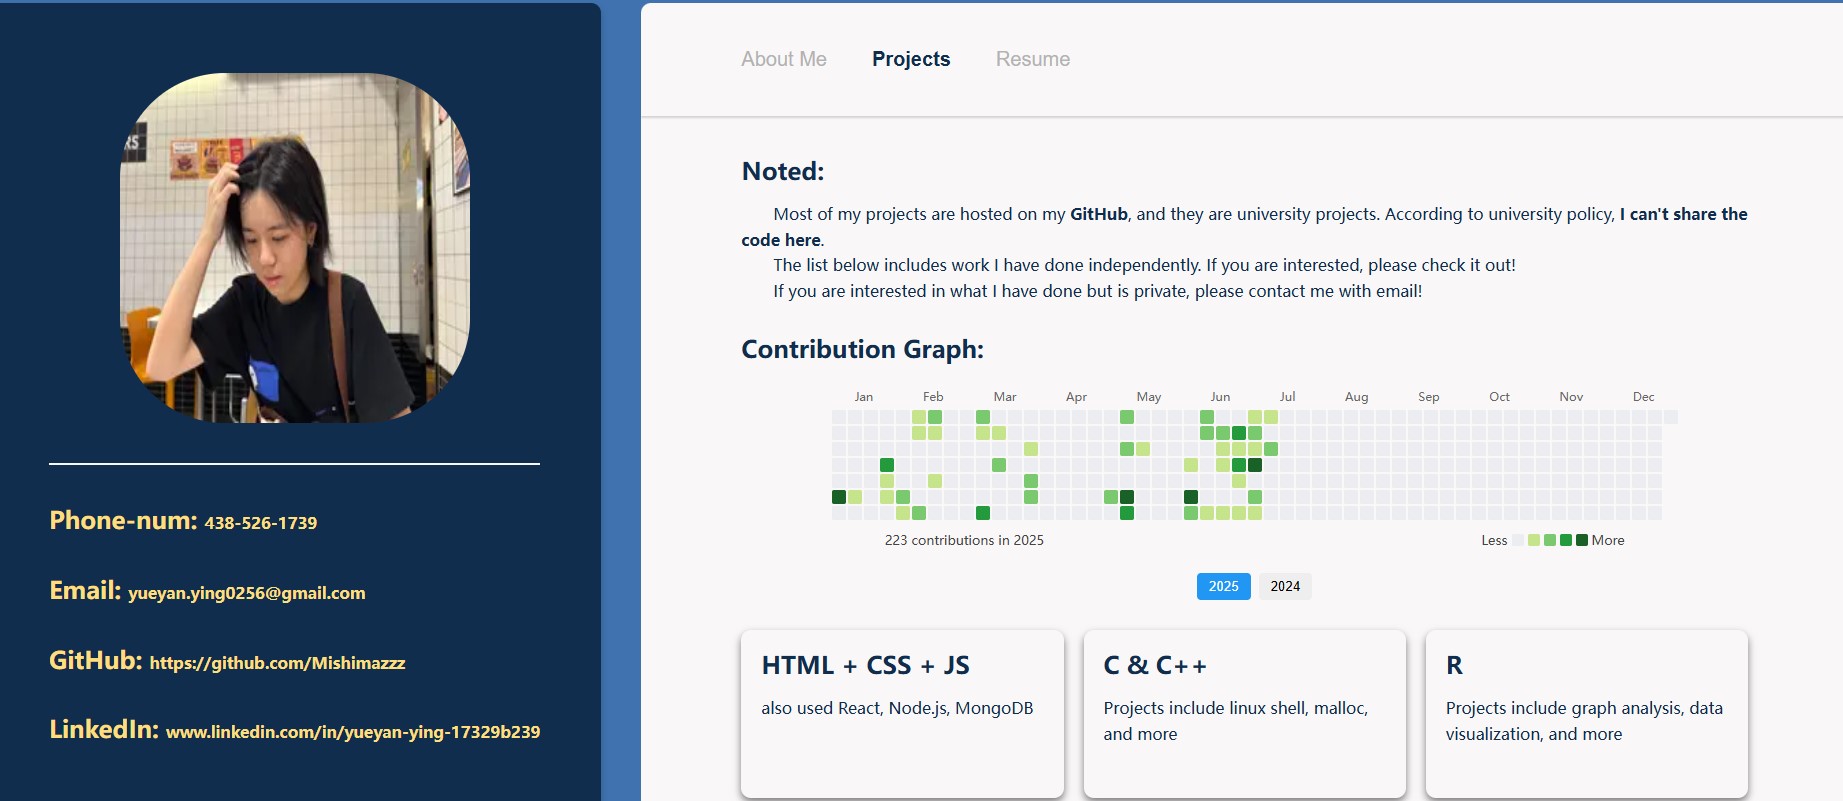 RS
Phone-num: 438-526-1739
Email: yueyan.ying0256@gmail.com
GitHub: https://github.com/Mishimazzz
LinkedIn: www.linkedin.com/in/yueyan-ying-17329b239
About Me Projects Resume
Noted:
Most of my projects are hosted on my GitHub, and they are university projects. According to university policy, I can't share the
code here.
The list below includes work I have done independently. If you are interested, please check it out!
If you are interested in what I have done but is private, please contact me with email!
Contribution Graph:
Jan Feb Mar Apr May Jun Jul Aug Sep Oct Nov Dec
223 contributions in 2025 Less More
2025 2024
HTML + CSS + JS
also used React, Node.js, MongoDB
C & C++
Projects include linux shell, malloc,
and more
R
Projects include graph analysis, data
visualization, and more